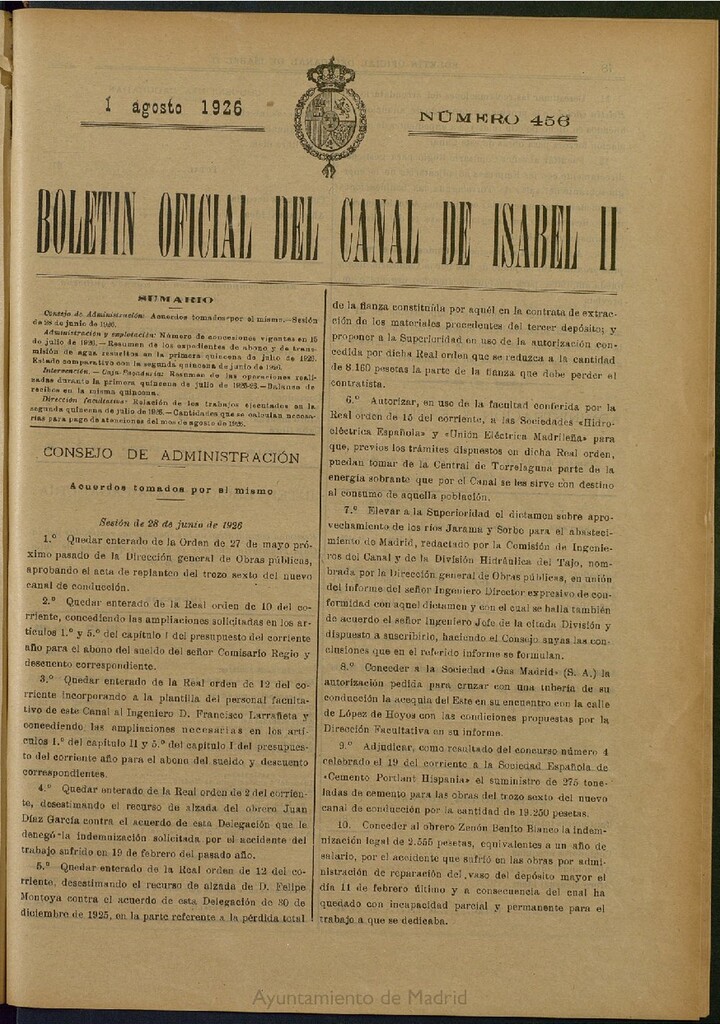 1 agosto 1926
NÚMERO 456
BOLETIN OFICIAL DEL CANAL DE ISABEL II
SUMARIO
Consejo de Administración: Acuerdos tomados por el mismo.—Sesión
de 28 de junio de 1926.
Administración y explotación: Número de concesiones vigentes en 15
de julio de 1926.—Resumen de los expedientes de abono y de trans-
misión de agua resueltos en la primera quincena de julio de 1926.
Estado comparativo con la segunda quincena de junio de 1926.
Intervención.—Caja Pagaduría: Resumen de las operaciones reali-
zadas durante la primera quincena de julio de 1925-26.—Balance de
recibos en la misma quincena.
Dirección facultativa: Relación de los trabajos ejecutados en la
segunda quincena de julio de 1926.—Cantidades que se calculan necesa-
rias para pago de atenciones del mes de agosto de 1926.
CONSEJO DE ADMINISTRACIÓN
Acuerdos tomados por el mismo
Sesión de 28 de junio de 1926
1.º Quedar enterado de la Orden de 27 de mayo pró-
ximo pasado de la Dirección general de Obras públicas,
aprobando el acta de replanteo del trozo sexto del nuevo
canal de conducción.
2.º Quedar enterado de la Real orden de 10 del co-
rriente, concediendo las ampliaciones solicitadas en los ar-
tículos 1.º y 5.º del capítulo I del presupuesto del corriente
año para el abono del sueldo del señor Comisario Regio y
descuento correspondiente.
3.º Quedar enterado de la Real orden de 12 del co-
rriente incorporando a la plantilla del personal faculta-
tivo de este Canal al Ingeniero D. Francisco Larrañeta y
concediendo las ampliaciones necesarias en los artí-
culos 1.º del capítulo II y 5.º del capítulo I del presupues-
to del corriente año para el abono del sueldo y descuento
correspondientes.
4.º Quedar enterado de la Real orden de 2 del corrien-
te, desestimando el recurso de alzada del obrero Juan
Díaz García contra el acuerdo de esta Delegación que le
denegó la indemnización solicitada por el accidente del
trabajo sufrido en 19 de febrero del pasado año.
5.º Quedar enterado de la Real orden de 12 del co-
rriente, desestimando el recurso de alzada de D. Felipe
Montoya contra el acuerdo de esta Delegación de 30 de
diciembre de 1925, en la parte referente a la pérdida total
de la fianza constituída por aquél en la contrata de extrac-
ción de los materiales procedentes del tercer depósito; y
proponer a la Superioridad en uso de la autorización con-
cedida por dicha Real orden que se reduzca a la cantidad
de 8.160 pesetas la parte de la fianza que debe perder el
contratista.
6.º Autorizar, en uso de la facultad conferida por la
Real orden de 15 del corriente, a las Sociedades «Hidro-
eléctrica Española» y «Unión Eléctrica Madrileña» para
que, previos los trámites dispuestos en dicha Real orden,
puedan tomar de la Central de Torrelaguna parte de la
energía sobrante que por el Canal se les sirve con destino
al consumo de aquella población.
7.º Elevar a la Superioridad el dictamen sobre apro-
vechamiento de los ríos Jarama y Sorbe para el abasteci-
miento de Madrid, redactado por la Comisión de Ingenie-
ros del Canal y de la División Hidráulica del Tajo, nom-
brada por la Dirección general de Obras públicas, en unión
del informe del señor Ingeniero Director expresivo de con-
formidad con aquel dictamen y con el cual se halla también
de acuerdo el señor Ingeniero Jefe de la citada División y
dispuesto a suscribirlo, haciendo el Consejo suyas las con-
clusiones que en el referido informe se formulan.
8.º Conceder a la Sociedad «Gas Madrid» (S. A.) la
autorización pedida para cruzar con una tubería de su
conducción la acequia del Este en su encuentro con la calle
de López de Hoyos con las condiciones propuestas por la
Dirección Facultativa en su informe.
9.º Adjudicar, como resultado del concurso número 4
celebrado el 19 del corriente a la Sociedad Española de
«Cemento Portlant Hispania» el suministro de 275 tone-
ladas de cemento para las obras del trozo sexto del nuevo
canal de conducción por la cantidad de 19.250 pesetas.
10. Conceder al obrero Zenón Benito Blanco la indem-
nización legal de 2.555 pesetas, equivalentes a un año de
salario, por el accidente que sufrió en las obras por admi-
nistración de reparación del vaso del depósito mayor el
día 11 de febrero último y a consecuencia del cual ha
quedado con incapacidad parcial y permanente para el
trabajo a que se dedicaba.
Ayuntamiento de Madrid